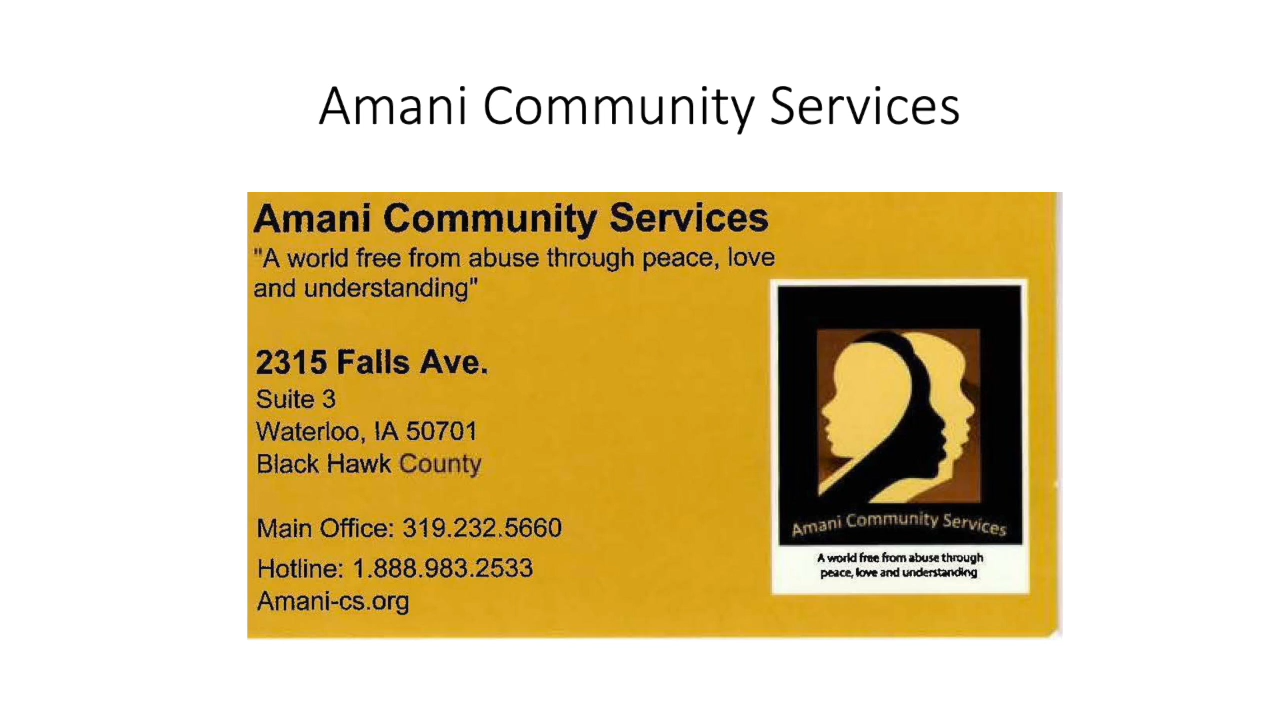 Amani Community Services
Amani Community Services
"A world free from abuse through peace, love
and understanding"
2315 Falls Ave.
Suite 3
Waterloo, IA 50701
Black Hawk County
Main Office: 319.232.5660
Hotline: 1.888.983.2533
Amani-cs.org
Amani Community Services
A world free from abuse through
peace, love and understanding